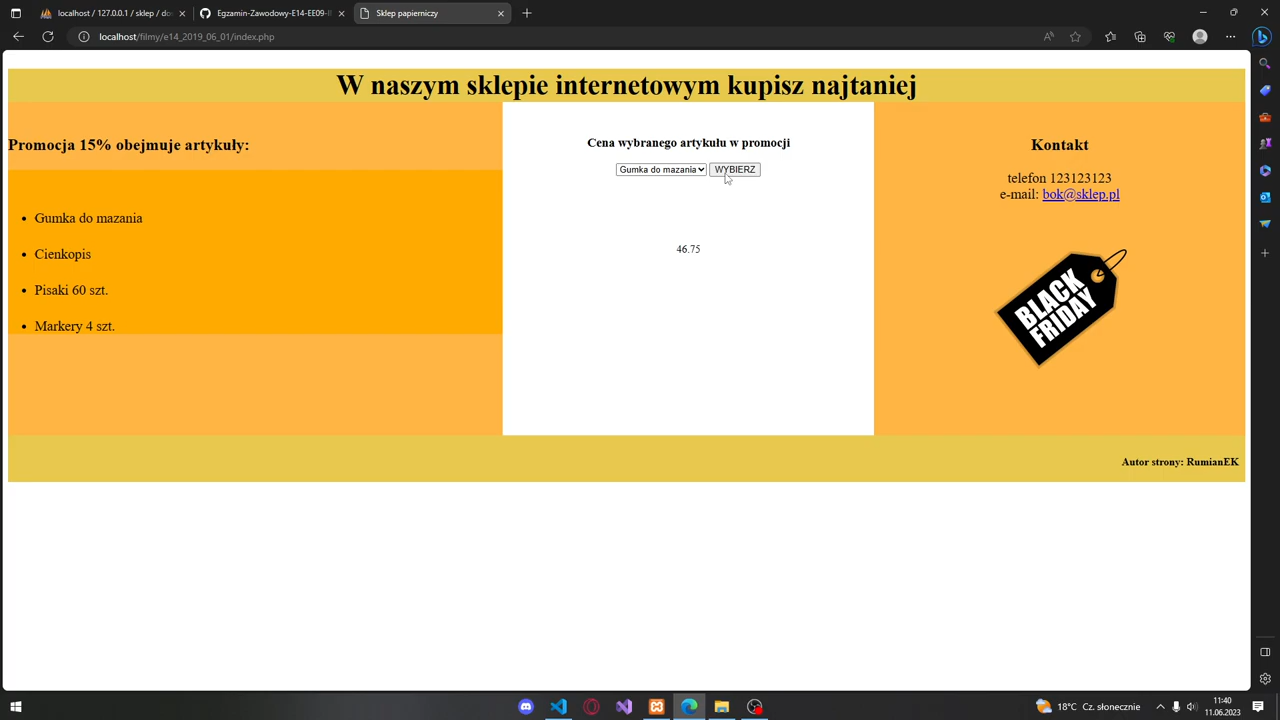 localhost / 127.0.0.1 / sklep / do
Egzamin-Zawodowy-E14-EE09-I
Sklep papierniczy
localhost/filmy/e14_2019_06_01/index.php
W naszym sklepie internetowym kupisz najtaniej
Promocja 15% obejmuje artykuły:
Gumka do mazania
Cienkopis
Pisaki 60 szt.
Markery 4 szt.
Cena wybranego artykułu w promocji
Gumka do mazania WYBIERZ
46.75
Kontakt
telefon 123123123
e-mail: bok@sklep.pl
BLACK
FRIDAY
Autor strony: RumianEK
18°C Cz. słonecznie
11:40
11.06.2023